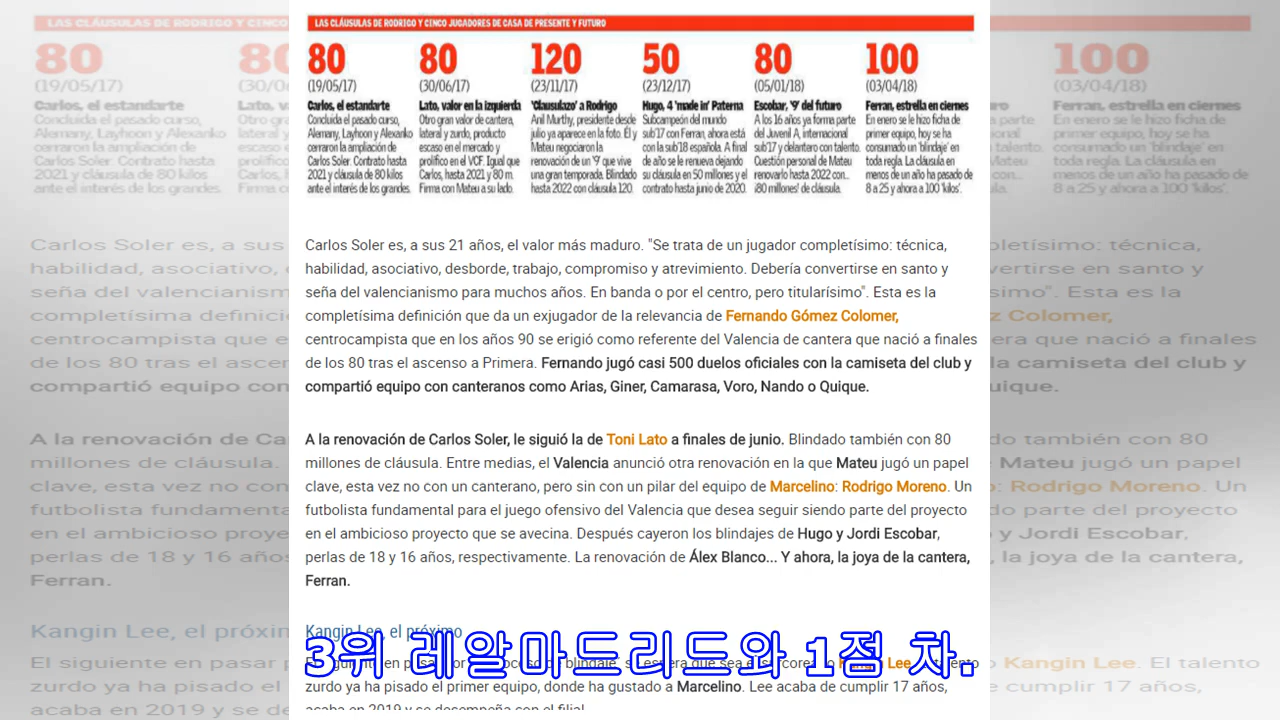 LAS CLÁUSULAS DE RODRIGO Y CINCO JUGADORES DE CASA DE PRESENTE Y FUTURO
80
(19/05/17)
Carlos, el estandarte
Concluida el pasado curso,
Alemany, Layhoon y Alexanko
cerraron la ampliación de
Carlos Soler. Contrato hasta
2021 y cláusula de 80 kilos
ante el interés de los grandes.
80
(30/06/17)
Lato, valor en la izquierda
Otro gran valor de cantera,
lateral y zurdo, producto
escaso en el mercado y
prolífico en el VCF. Igual que
Carlos, hasta 2021 y 80 m.
Firma con Mateu a su lado.
120
(23/11/17)
'Clausulazo' a Rodrigo
Anil Murthy, presidente desde
julio ya aparece en la foto. Él y
Mateu negociaron la
renovación de un '9' que vive
una gran temporada. Blindado
hasta 2022 con cláusula 120.
50
(23/12/17)
Hugo, 4 'made in' Paterna
Subcampeón del mundo
sub'17 con Ferran, ahora está
con la sub'18 española. A final
de año se le renueva dejando
su cláusula en 50 millones y el
contrato hasta junio de 2020.
80
(05/01/18)
Escobar, '9' del futuro
A los 16 años ya forma parte
del Juvenil A, internacional
sub'17 y delantero con talento.
Cuestión personal de Mateu
renovarlo hasta 2022 con...
¡80 millones! de cláusula.
100
(03/04/18)
Ferran, estrella en ciernes
En enero se le hizo ficha de
primer equipo, hoy se ha
consumado un 'blindaje' en
toda regla. La cláusula en
menos de un año ha pasado de
8 a 25 y ahora a 100 'kilos'.
Carlos Soler es, a sus 21 años, el valor más maduro. "Se trata de un jugador completísimo: técnica,
habilidad, asociativo, desborde, trabajo, compromiso y atrevimiento. Debería convertirse en santo y
seña del valencianismo para muchos años. En banda o por el centro, pero titularísimo". Esta es la
completísima definición que da un exjugador de la relevancia de Fernando Gómez Colomer,
centrocampista que en los años 90 se erigió como referente del Valencia de cantera que nació a finales
de los 80 tras el ascenso a Primera. Fernando jugó casi 500 duelos oficiales con la camiseta del club y
compartió equipo con canteranos como Arias, Giner, Camarasa, Voro, Nando o Quique.
A la renovación de Carlos Soler, le siguió la de Toni Lato a finales de junio. Blindado también con 80
millones de cláusula. Entre medias, el Valencia anunció otra renovación en la que Mateu jugó un papel
clave, esta vez no con un canterano, pero sin con un pilar del equipo de Marcelino: Rodrigo Moreno. Un
futbolista fundamental para el juego ofensivo del Valencia que desea seguir siendo parte del proyecto
en el ambicioso proyecto que se avecina. Después cayeron los blindajes de Hugo y Jordi Escobar,
perlas de 18 y 16 años, respectivamente. La renovación de Álex Blanco... Y ahora, la joya de la cantera,
Ferran.
Kangin Lee, el próximo
3위 레알마드리드와 1점 차.
zurdo ya ha pisado el primer equipo, donde ha gustado a Marcelino. Lee acaba de cumplir 17 años,
acaba en 2019 y se desempeña con el filial